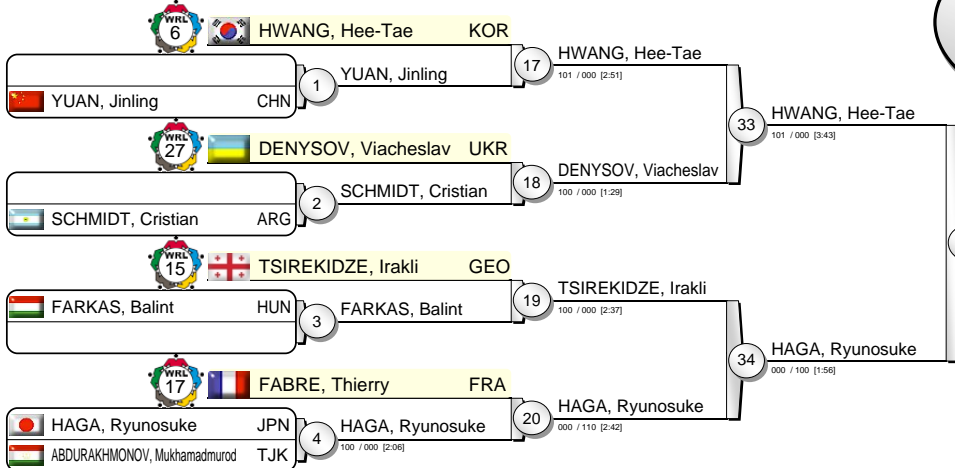 WRL
6
HWANG, Hee-Tae KOR
YUAN, Jinling CHN
1
YUAN, Jinling
17
HWANG, Hee-Tae
101 / 000 [2:51]
WRL
27
DENYSOV, Viacheslav UKR
SCHMIDT, Cristian ARG
2
SCHMIDT, Cristian
18
DENYSOV, Viacheslav
100 / 000 [1:29]
33
HWANG, Hee-Tae
101 / 000 [3:43]
WRL
15
TSIREKIDZE, Irakli GEO
FARKAS, Balint HUN
3
FARKAS, Balint
19
TSIREKIDZE, Irakli
100 / 000 [2:37]
WRL
17
FABRE, Thierry FRA
HAGA, Ryunosuke JPN
ABDURAKHMONOV, Mukhamadmurod TJK
4
HAGA, Ryunosuke
100 / 000 [2:06]
20
HAGA, Ryunosuke
000 / 110 [2:42]
34
HAGA, Ryunosuke
000 / 100 [1:56]